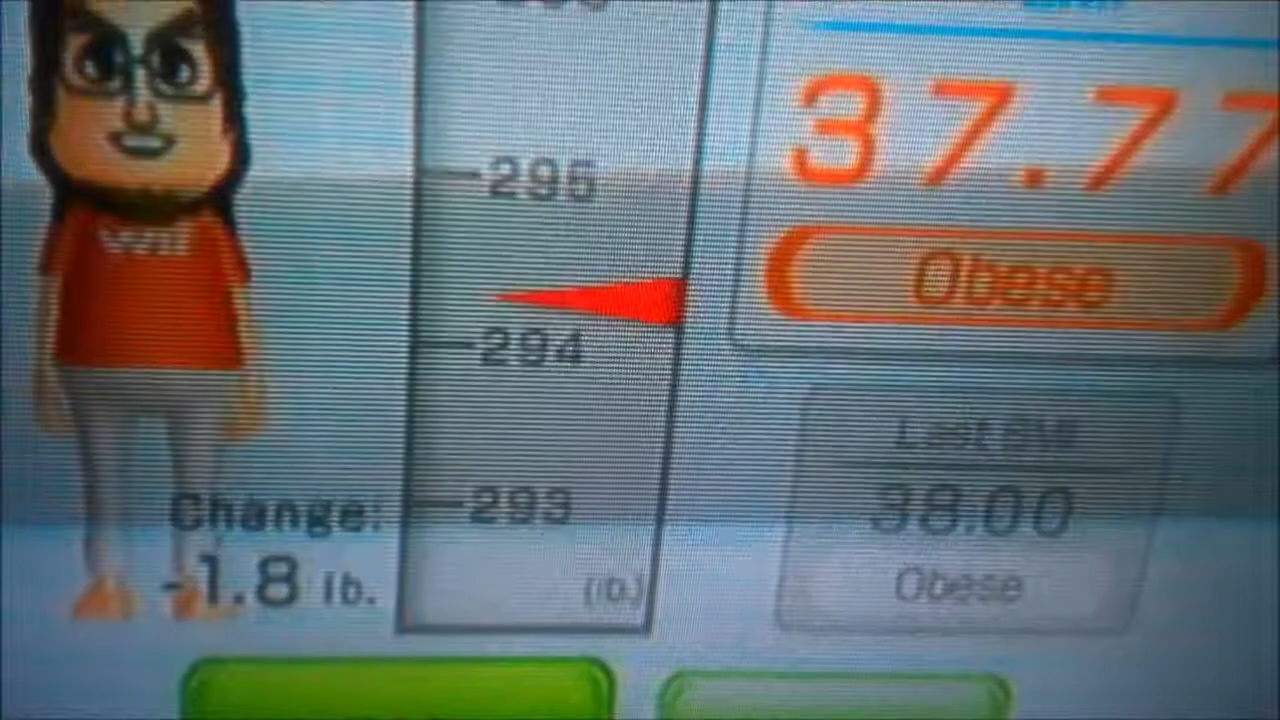 37.77
295
Obese
294
Last BMI
38.00
293
Change:
-1.8 lb.
(lb.)
Obese